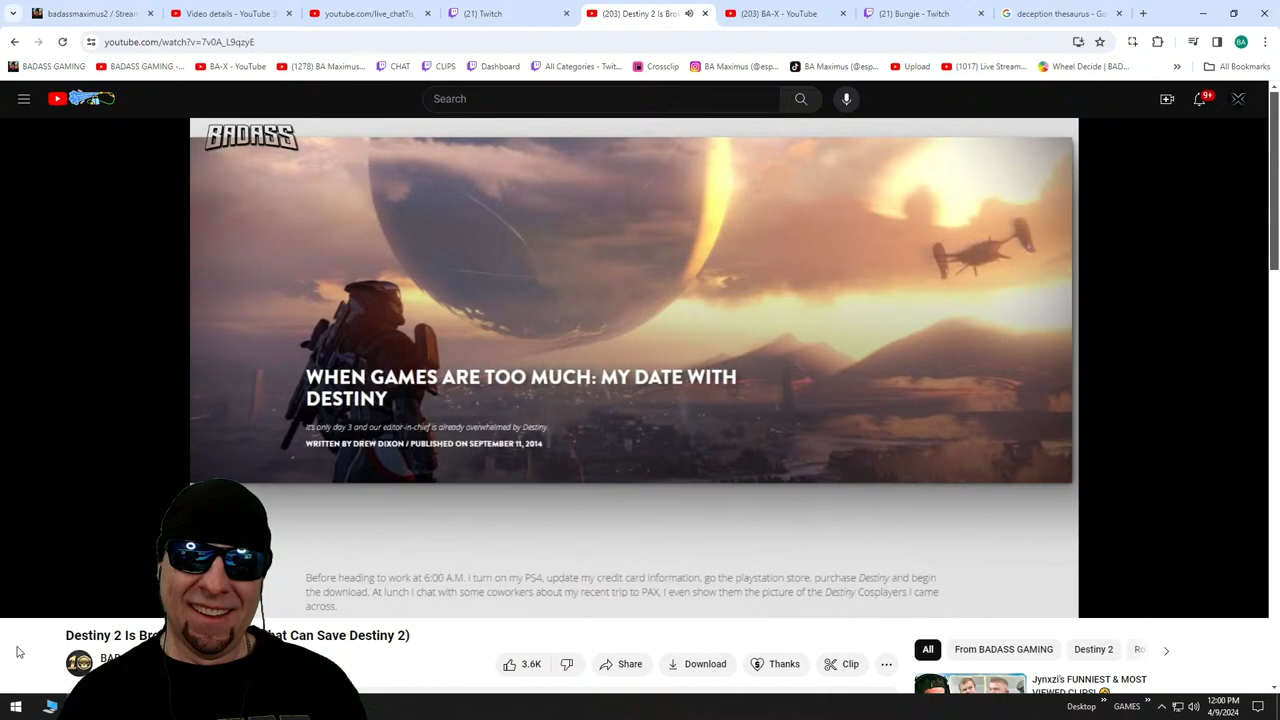 badassmaximus2 / Stream
Video details - YouTube S
youtube.com/live_chat?is_
(21) Twitch
(203) Destiny 2 Is Bro
(203) BA-X - YouTube
(21) Bungie - Twitch
deception thesaurus - Go
youtube.com/watch?v=7v0A_L9qzyE
BA
BADASS GAMING
BADASS GAMING -...
BA-X - YouTube
(1278) BA Maximus...
CHAT
CLIPS
Dashboard
All Categories - Twit...
Crossclip
BA Maximus (@esp...
BA Maximus (@esp...
Upload
(1017) Live Stream...
Wheel Decide | BAD...
All Bookmarks
Search
9+
BADASS
WHEN GAMES ARE TOO MUCH: MY DATE WITH
DESTINY
It's only day 3 and our editor-in-chief is already overwhelmed by Destiny.
WRITTEN BY DREW DIXON / PUBLISHED ON SEPTEMBER 11, 2014
Before heading to work at 6:00 A.M. I turn on my PS4, update my credit card information, go the playstation store, purchase Destiny and begin
the download. At lunch I chat with some coworkers about my recent trip to PAX, I even show them the picture of the Destiny Cosplayers I came
across.
Destiny 2 Is Bro hat Can Save Destiny 2)
BAD
3.6K
Share
Download
Thanks
Clip
All
From BADASS GAMING
Destiny 2
Ro
Jynxzi's FUNNIEST & MOST
VIEWED CLIPS!
Desktop
GAMES
12:00 PM
4/9/2024